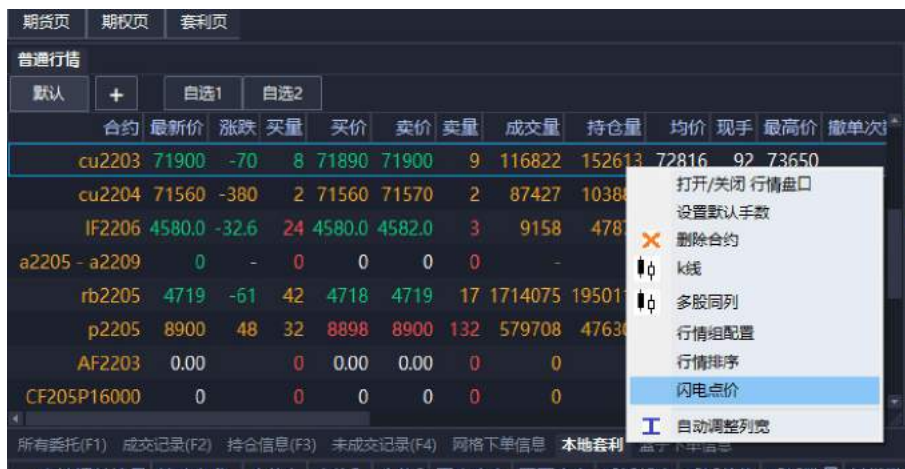 期货页 期权页 套利页
普通行情
默认 + 自选1 自选2
合约 最新价 涨跌 买量 买价 卖价 卖量 成交量 持仓量 均价 现手 最高价 撤单次
cu2203 71900 -70 8 71890 71900 9 116822 152613 72816 92 73650
cu2204 71560 -380 2 71560 71570 2 87427 1038
IF2206 4580.0 -32.6 24 4580.0 4582.0 3 9158 478
a2205 - a2209 0 - 0 0 0 0 -
rb2205 4719 -61 42 4718 4719 17 1714075 19501
p2205 8900 48 32 8898 8900 132 579708 4763
AF2203 0.00 0 0.00 0.00 0 0
CF205P16000 0 0 0 0 0 0
打开/关闭 行情盘口
设置默认手数
删除合约
k线
多股同列
行情组配置
行情排序
闪电点价
自动调整列宽
所有委托(F1) 成交记录(F2) 持仓信息(F3) 未成交记录(F4) 网格下单信息 本地套利